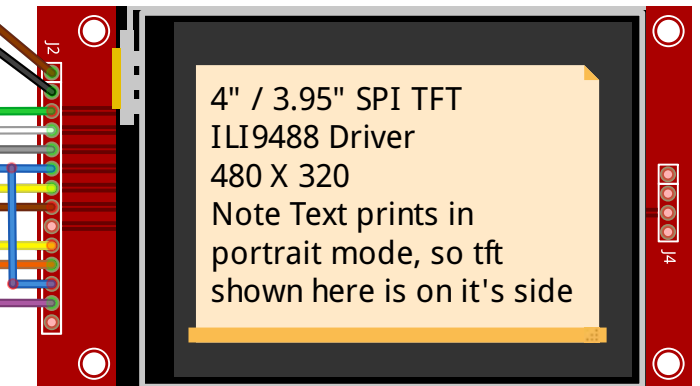 J2
4" / 3.95" SPI TFT
ILI9488 Driver
480 X 320
Note Text prints in
portrait mode, so tft
shown here is on it's side
J4